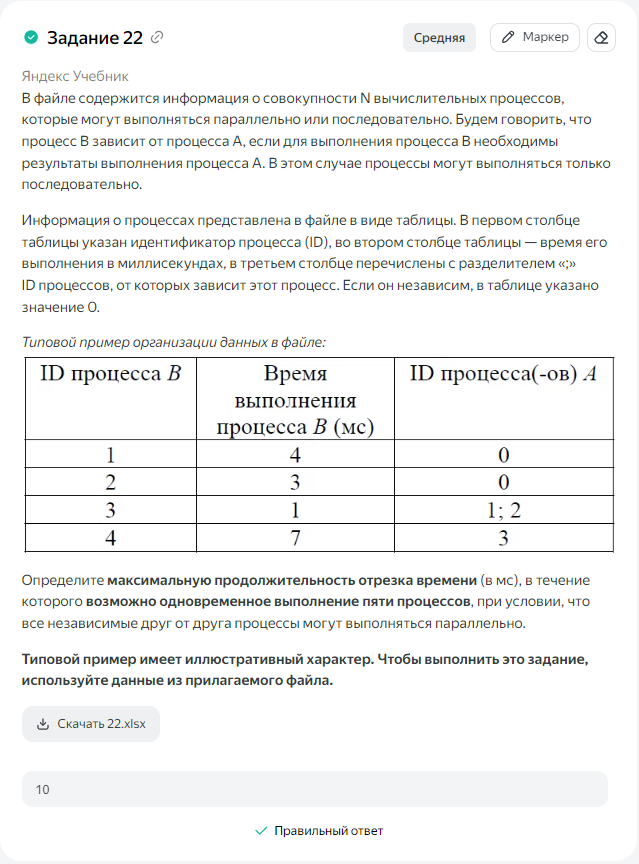 Задание 22
Средняя
Маркер
Яндекс Учебник
В файле содержится информация о совокупности N вычислительных процессов,
которые могут выполняться параллельно или последовательно. Будем говорить, что
процесс B зависит от процесса A, если для выполнения процесса B необходимы
результаты выполнения процесса A. В этом случае процессы могут выполняться только
последовательно.
Информация о процессах представлена в файле в виде таблицы. В первом столбце
таблицы указан идентификатор процесса (ID), во втором столбце таблицы — время его
выполнения в миллисекундах, в третьем столбце перечислены с разделителем «;»
ID процессов, от которых зависит этот процесс. Если он независим, в таблице указано
значение 0.
Типовой пример организации данных в файле:
ID процесса B | Время выполнения процесса B (мс) | ID процесса(-ов) A
1 | 4 | 0
2 | 3 | 0
3 | 1 | 1; 2
4 | 7 | 3
Определите максимальную продолжительность отрезка времени (в мс), в течение
которого возможно одновременное выполнение пяти процессов, при условии, что
все независимые друг от друга процессы могут выполняться параллельно.
Типовой пример имеет иллюстративный характер. Чтобы выполнить это задание,
используйте данные из прилагаемого файла.
Скачать 22.xlsx
10
Правильный ответ